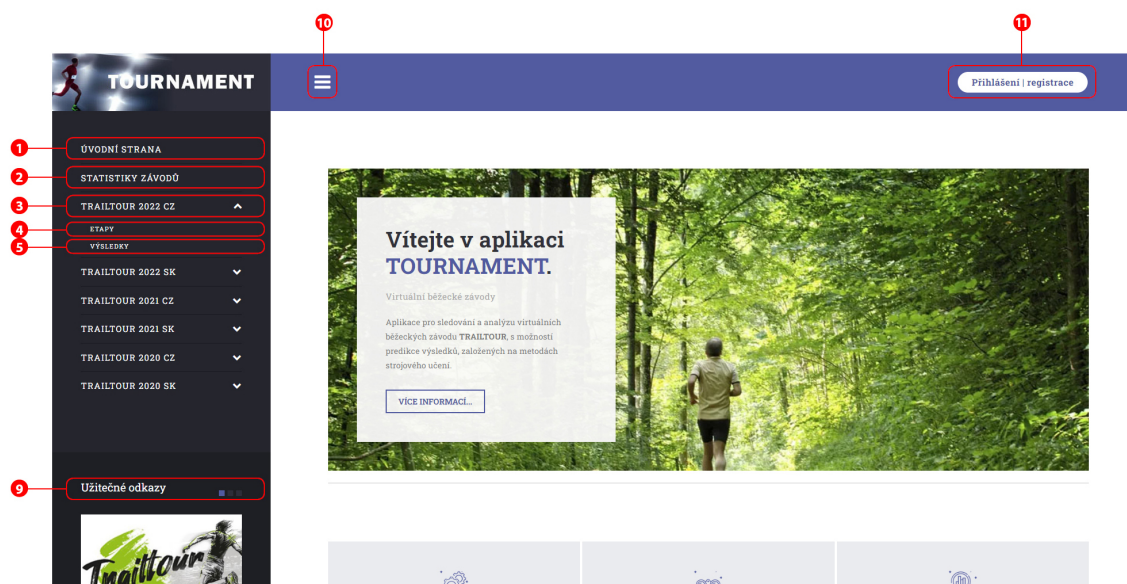 10
11
TOURNAMENT
Přihlášení | registrace
1
ÚVODNÍ STRANA
2
STATISTIKY ZÁVODŮ
3
TRAILTOUR 2022 CZ
4
ETAPY
5
VÝSLEDKY
TRAILTOUR 2022 SK
TRAILTOUR 2021 CZ
TRAILTOUR 2021 SK
TRAILTOUR 2020 CZ
TRAILTOUR 2020 SK
9
Užitečné odkazy
Trailtour
Vítejte v aplikaci
TOURNAMENT.
Virtuální běžecké závody
Aplikace pro sledování a analýzu virtuálních
běžeckých závodu TRAILTOUR, s možností
predikce výsledků, založených na metodách
strojového učení.
VÍCE INFORMACÍ...